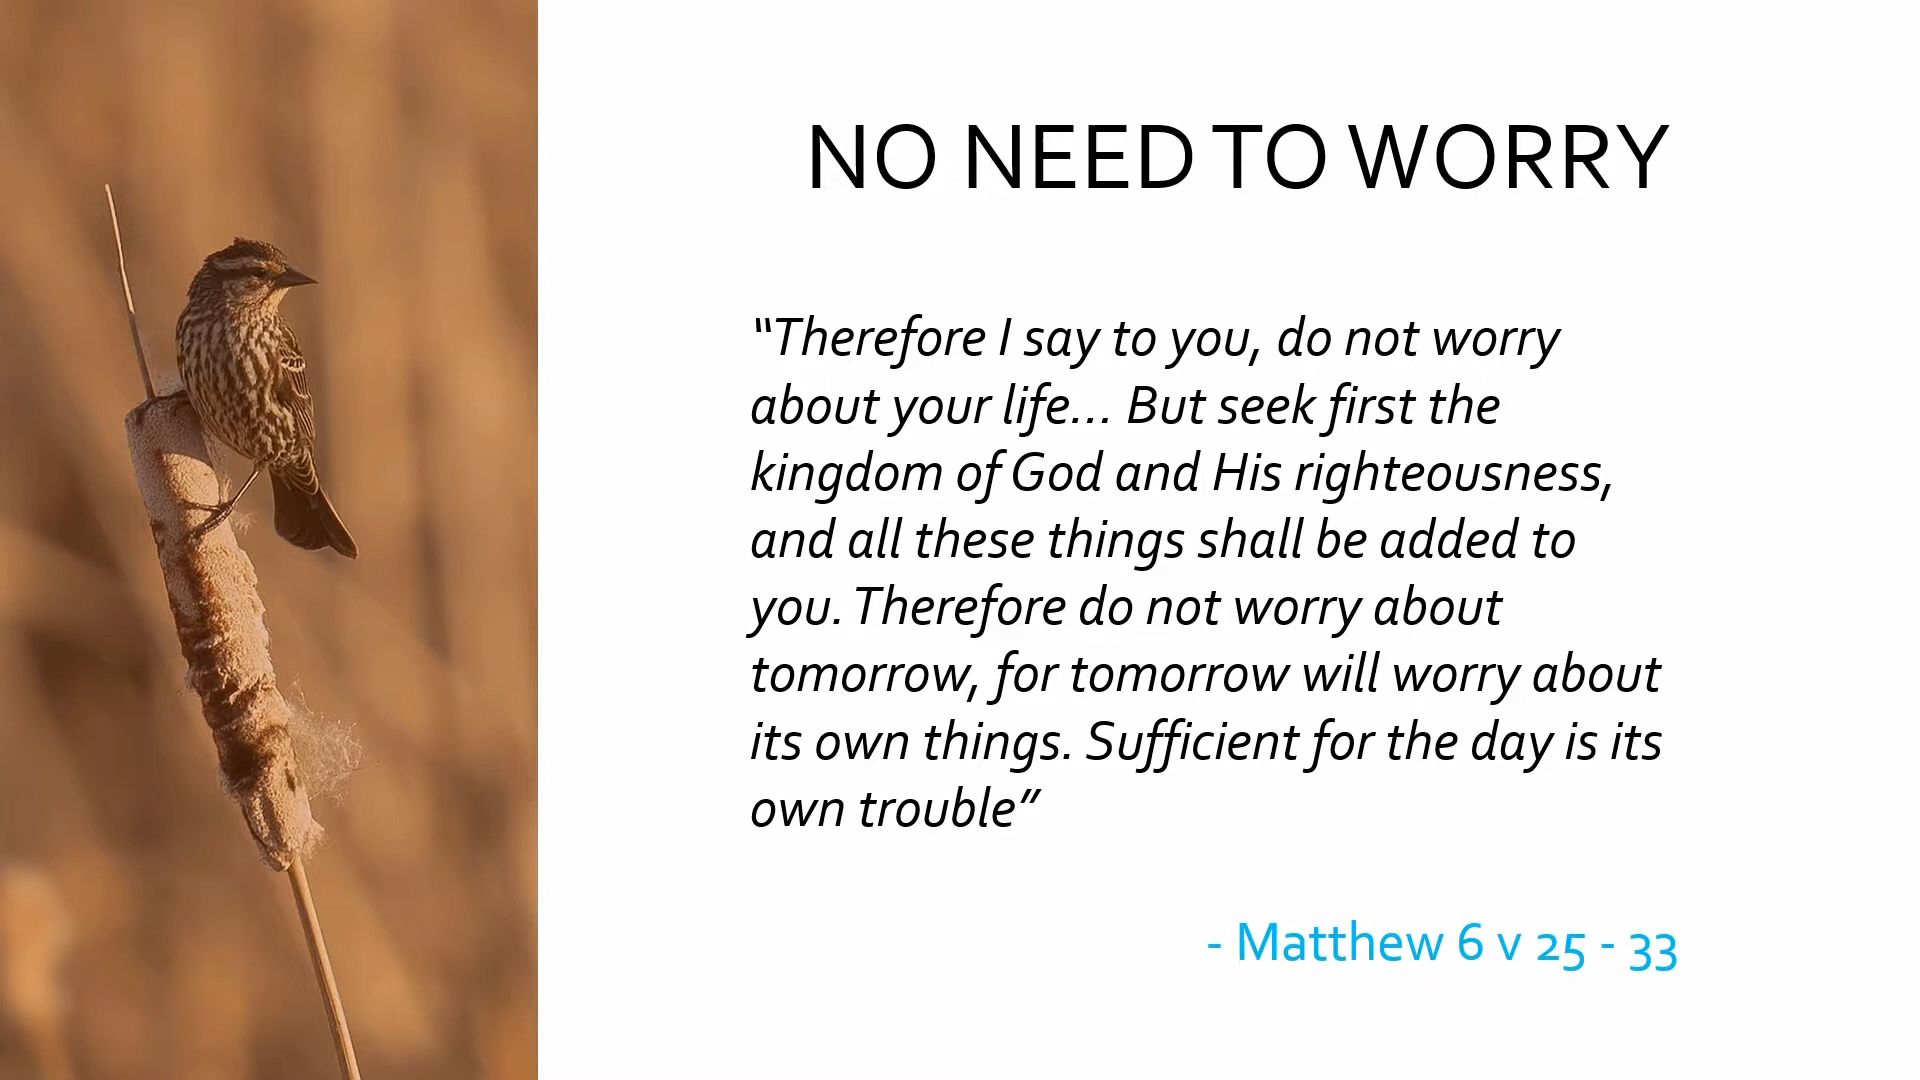 NO NEED TO WORRY
“Therefore I say to you, do not worry
about your life… But seek first the
kingdom of God and His righteousness,
and all these things shall be added to
you. Therefore do not worry about
tomorrow, for tomorrow will worry about
its own things. Sufficient for the day is its
own trouble”
- Matthew 6 v 25 - 33